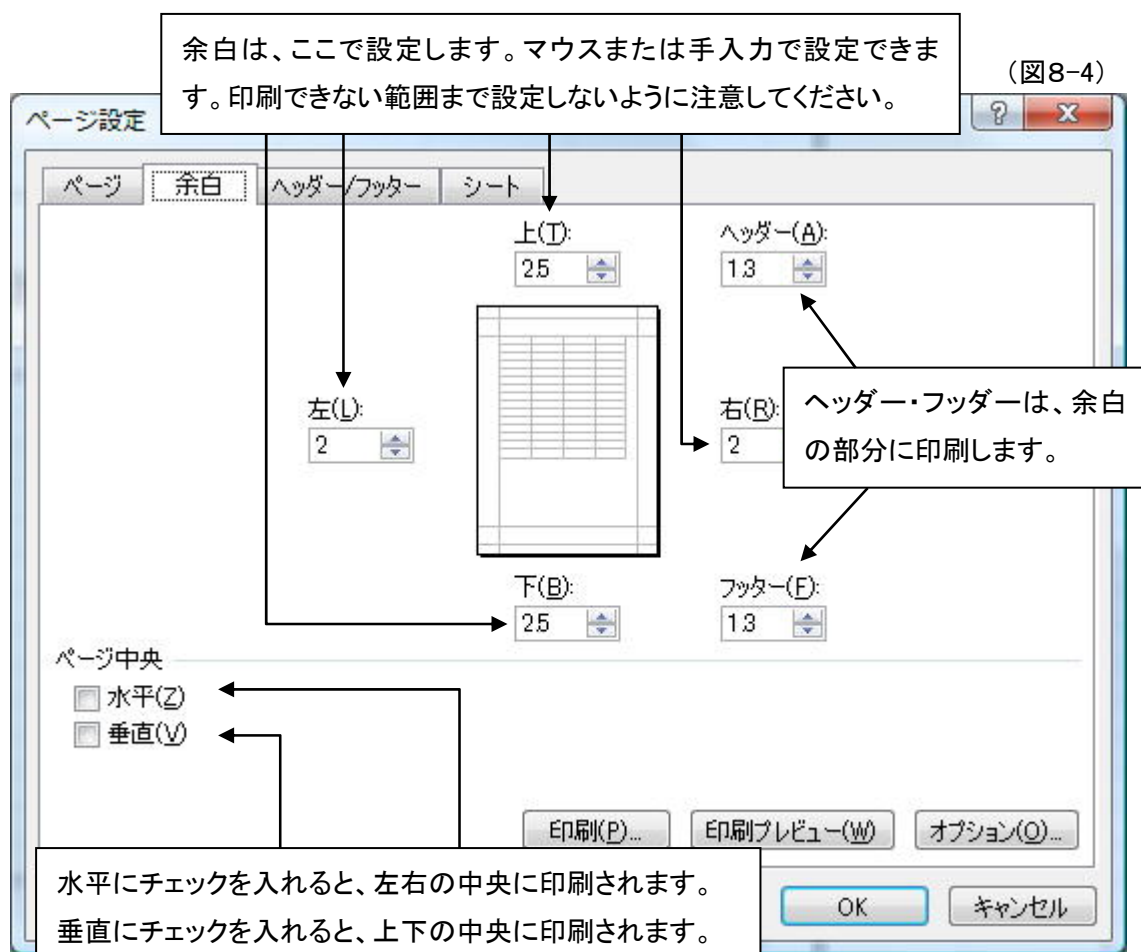 余白は、ここで設定します。マウスまたは手入力で設定できま
す。印刷できない範囲まで設定しないように注意してください。
(図8-4)
ページ設定
ページ 余白 ヘッダー/フッター シート
上(T): ヘッダー(A):
2.5 1.3
左(L): 右(R):
2 2
ヘッダー・フッダーは、余白
の部分に印刷します。
下(B): フッター(F):
2.5 1.3
ページ中央
水平(Z)
垂直(V)
印刷(P)... 印刷プレビュー(W) オプション(O)...
水平にチェックを入れると、左右の中央に印刷されます。
垂直にチェックを入れると、上下の中央に印刷されます。
OK キャンセル